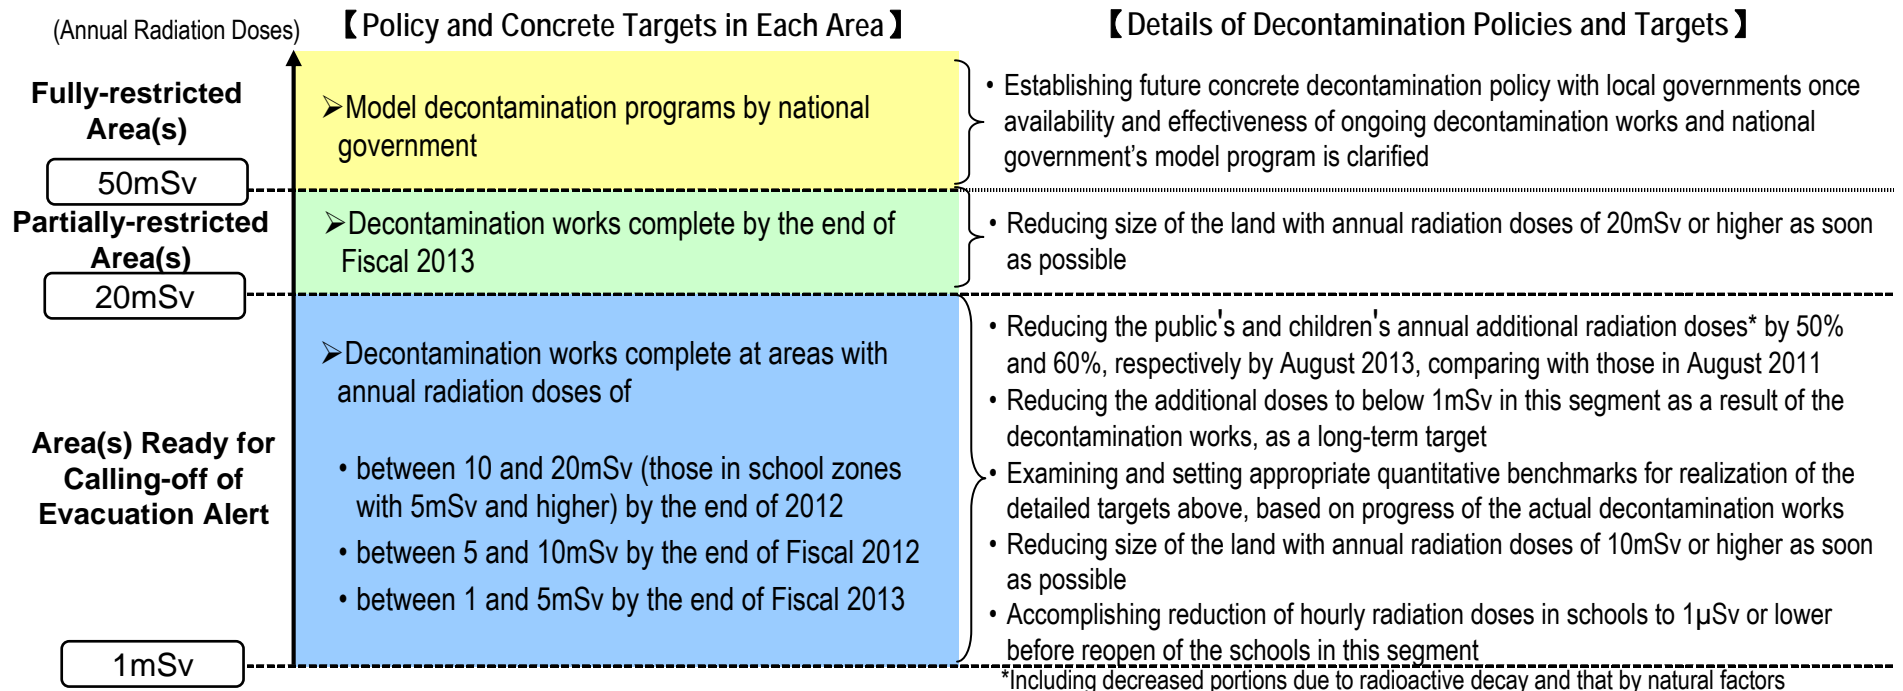 (Annual Radiation Doses)
【Policy and Concrete Targets in Each Area】
【Details of Decontamination Policies and Targets】
Fully-restricted
Area(s)
➢Model decontamination programs by national
government
• Establishing future concrete decontamination policy with local governments once
availability and effectiveness of ongoing decontamination works and national
government’s model program is clarified
50mSv
Partially-restricted
Area(s)
➢Decontamination works complete by the end of
Fiscal 2013
• Reducing size of the land with annual radiation doses of 20mSv or higher as soon
as possible
20mSv
Area(s) Ready for
Calling-off of
Evacuation Alert
➢Decontamination works complete at areas with
annual radiation doses of
• between 10 and 20mSv (those in school zones
with 5mSv and higher) by the end of 2012
• between 5 and 10mSv by the end of Fiscal 2012
• between 1 and 5mSv by the end of Fiscal 2013
• Reducing the public's and children's annual additional radiation doses* by 50%
and 60%, respectively by August 2013, comparing with those in August 2011
• Reducing the additional doses to below 1mSv in this segment as a result of the
decontamination works, as a long-term target
• Examining and setting appropriate quantitative benchmarks for realization of the
detailed targets above, based on progress of the actual decontamination works
• Reducing size of the land with annual radiation doses of 10mSv or higher as soon
as possible
• Accomplishing reduction of hourly radiation doses in schools to 1μSv or lower
before reopen of the schools in this segment
1mSv
*Including decreased portions due to radioactive decay and that by natural factors